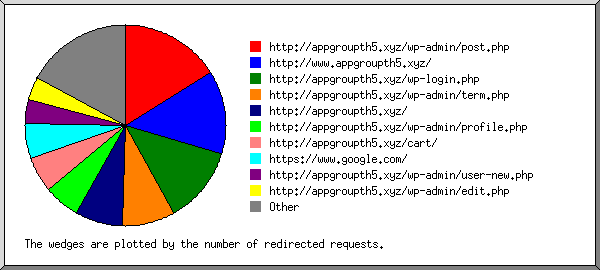 http://appgroupth5.xyz/wp-admin/post.php
http://www.appgroupth5.xyz/
http://appgroupth5.xyz/wp-login.php
http://appgroupth5.xyz/wp-admin/term.php
http://appgroupth5.xyz/
http://appgroupth5.xyz/wp-admin/profile.php
http://appgroupth5.xyz/cart/
https://www.google.com/
http://appgroupth5.xyz/wp-admin/user-new.php
http://appgroupth5.xyz/wp-admin/edit.php
Other
The wedges are plotted by the number of redirected requests.